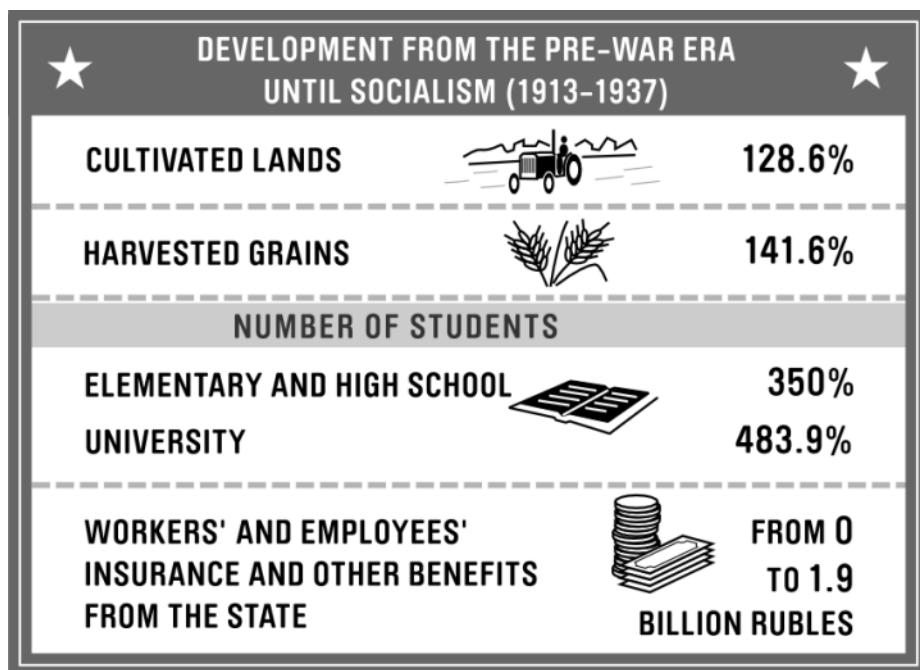 DEVELOPMENT FROM THE PRE-WAR ERA
UNTIL SOCIALISM (1913-1937)
CULTIVATED LANDS 128.6%
HARVESTED GRAINS 141.6%
NUMBER OF STUDENTS
ELEMENTARY AND HIGH SCHOOL 350%
UNIVERSITY 483.9%
WORKERS' AND EMPLOYEES'
INSURANCE AND OTHER BENEFITS
FROM THE STATE
FROM 0
TO 1.9
BILLION RUBLES